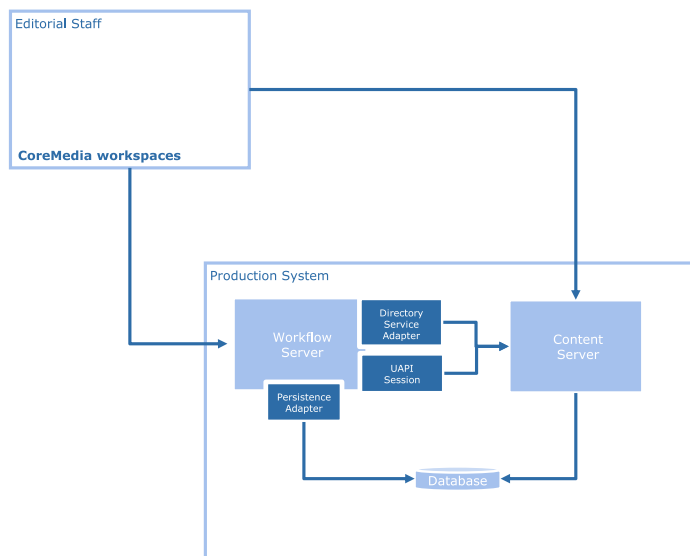 Editorial Staff
CoreMedia workspaces
Production System
Workflow
Server
Directory
Service
Adapter
UAPI
Session
Content
Server
Persistence
Adapter
Database